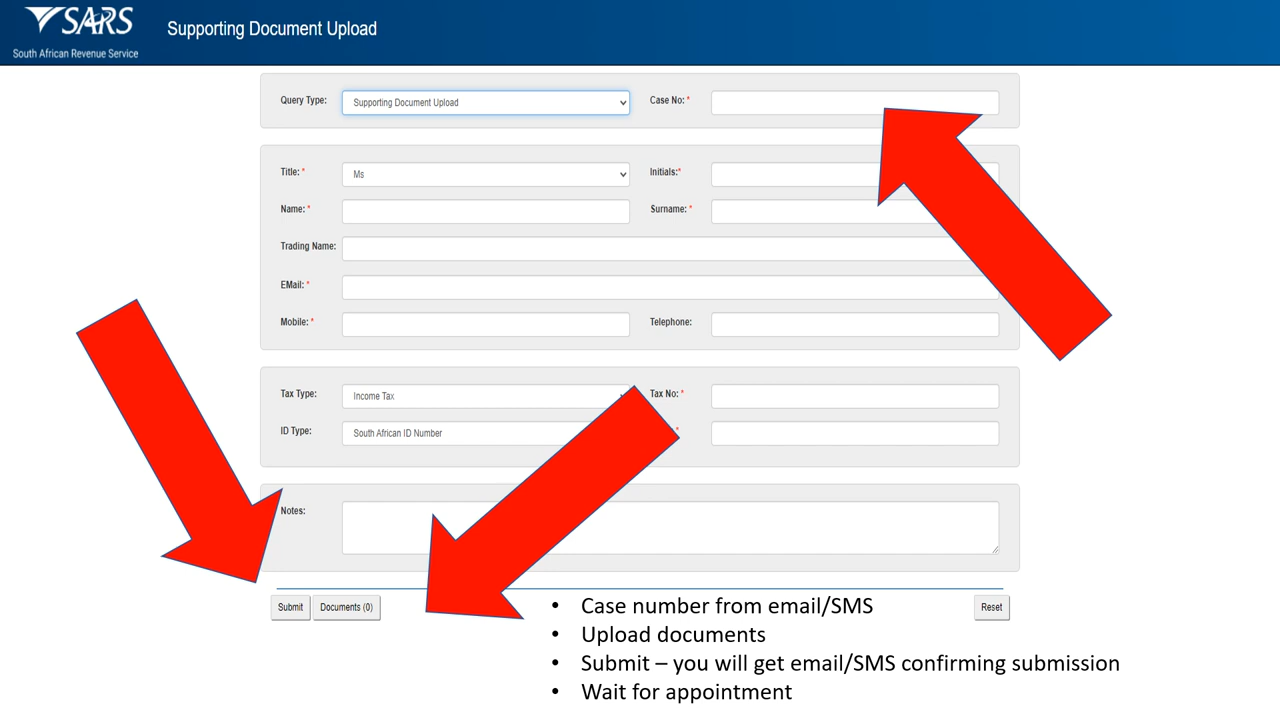 SARS
South African Revenue Service
Supporting Document Upload
Query Type: Supporting Document Upload Case No: *
Title: * Ms Initials:*
Name: * Surname: *
Trading Name:
EMail: *
Mobile: * Telephone:
Tax Type: Income Tax Tax No: *
ID Type: South African ID Number *
Notes:
Submit Documents (0) Reset
• Case number from email/SMS
• Upload documents
• Submit – you will get email/SMS confirming submission
• Wait for appointment